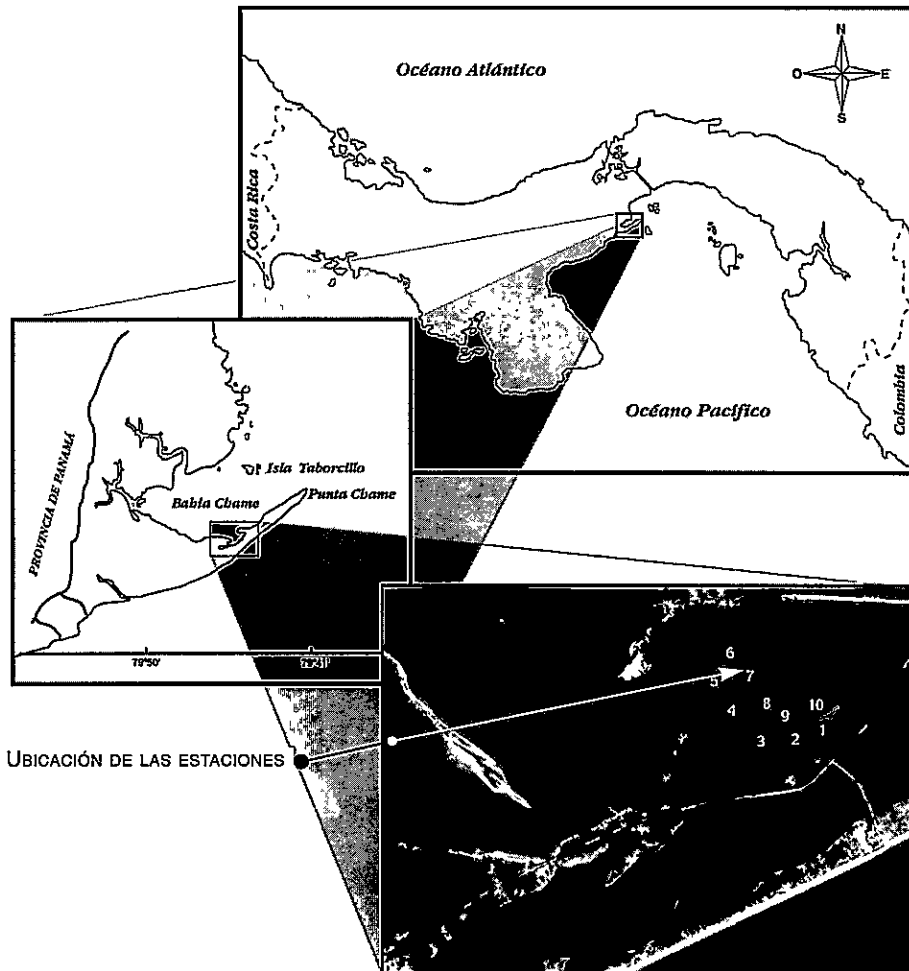 Océano Atlántico
N
O
E
S
Costa Rica
Colombia
Océano Pacífico
PROVINCIA DE PANAMÁ
Isla Taborcillo
Punta Chame
Bahía Chame
79°50'
UBICACIÓN DE LAS ESTACIONES
6
5
7
4
8
9
10
3
2
1